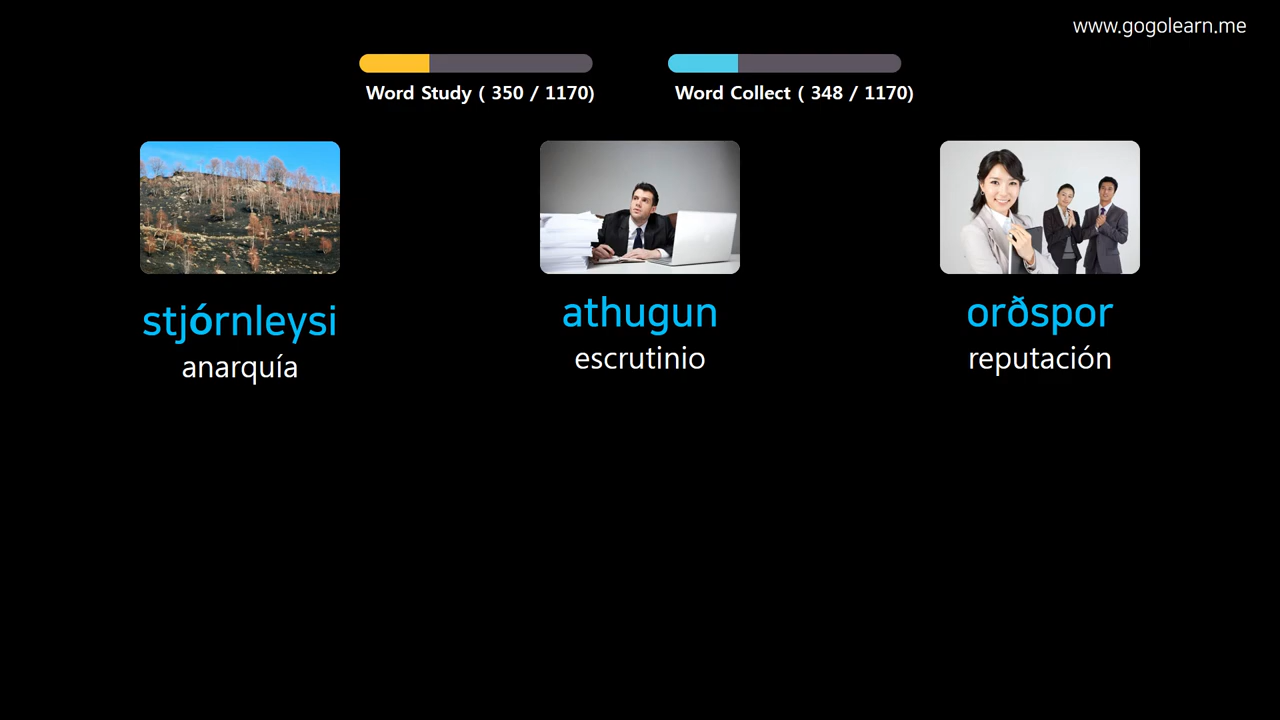 www.gogolearn.me
Word Study ( 350 / 1170)
Word Collect ( 348 / 1170)
stjórnleysi
anarquía
athugun
escrutinio
orðspor
reputación